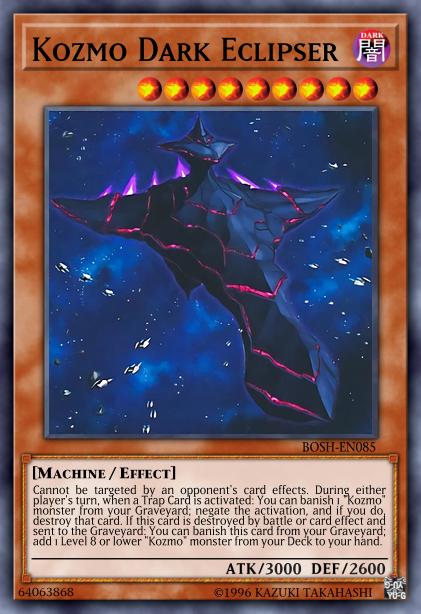 Kozmo Dark Eclipser
DARK
闇
BOSH-EN085
[Machine / Effect]
Cannot be targeted by an opponent's card effects. During either
player's turn, when a Trap Card is activated: You can banish 1 "Kozmo"
monster from your Graveyard; negate the activation, and if you do,
destroy that card. If this card is destroyed by battle or card effect and
sent to the Graveyard: You can banish this card from your Graveyard;
add 1 Level 8 or lower "Kozmo" monster from your Deck to your hand.
ATK/3000 DEF/2600
64063868
©1996 KAZUKI TAKAHASHI